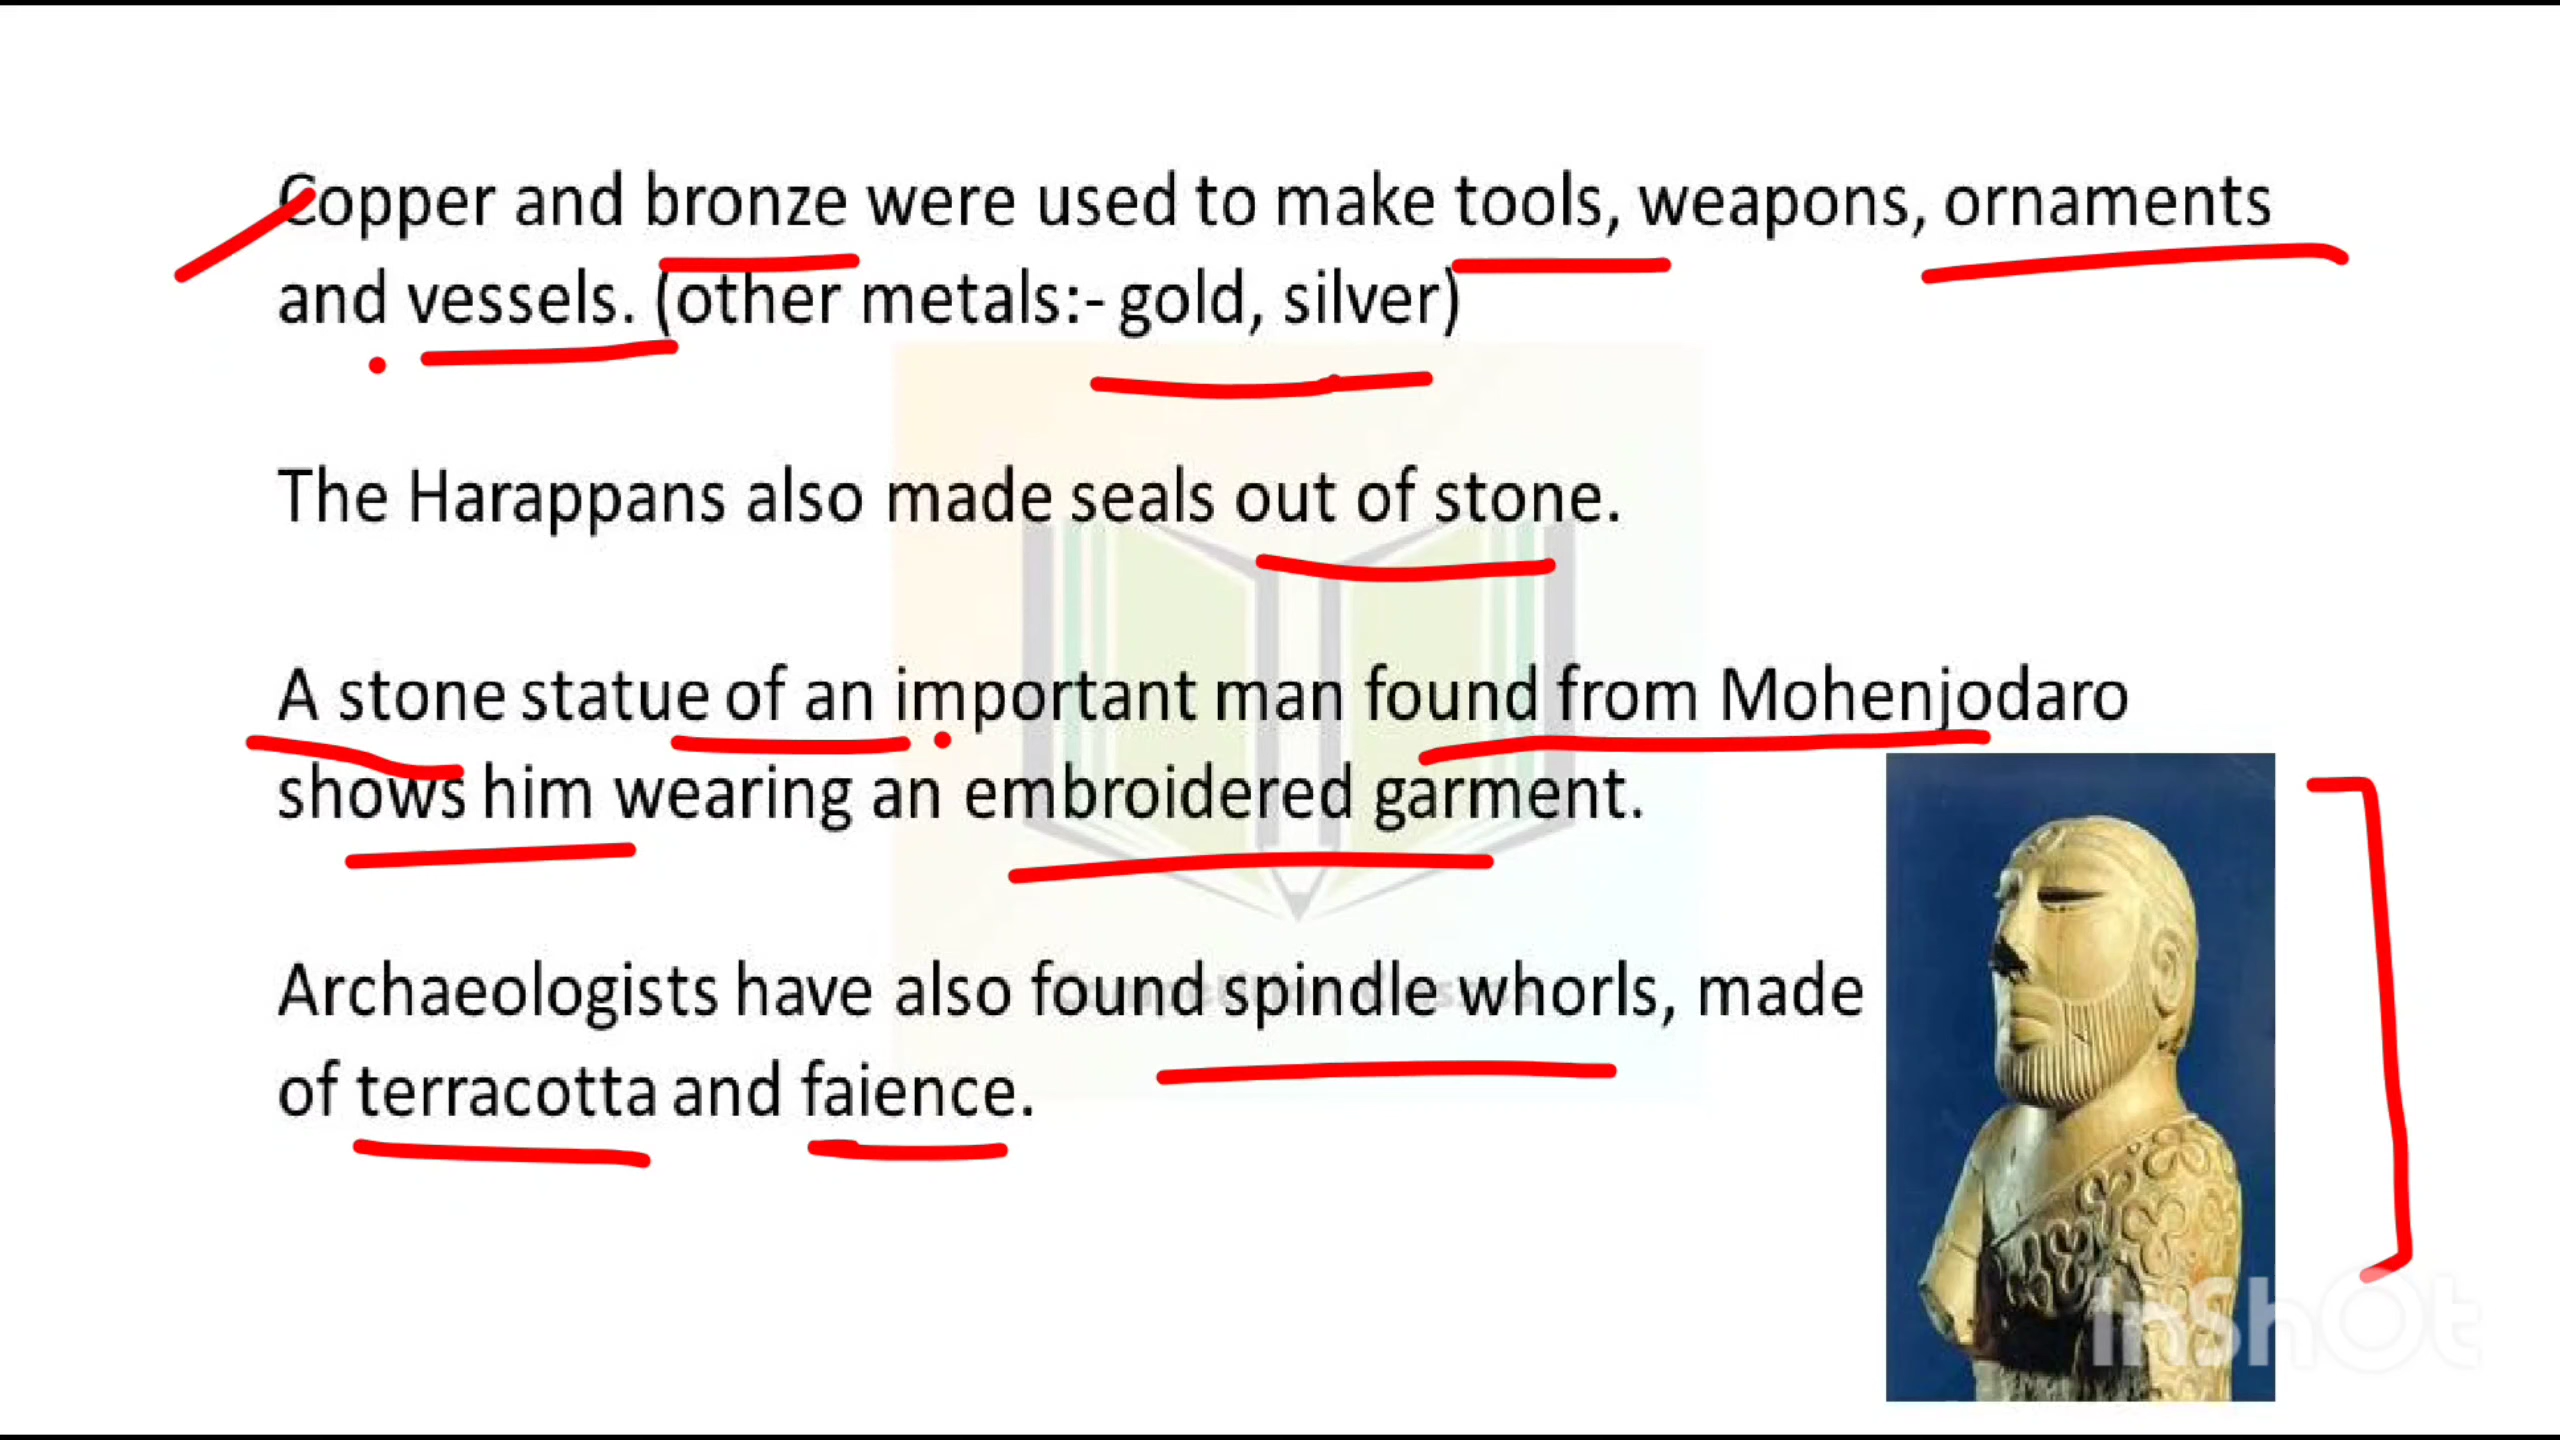 Copper and bronze were used to make tools, weapons, ornaments
and vessels. (other metals:- gold, silver)
The Harappans also made seals out of stone.
A stone statue of an important man found from Mohenjodaro
shows him wearing an embroidered garment.
Archaeologists have also found spindle whorls, made
of terracotta and faience.
InShOt